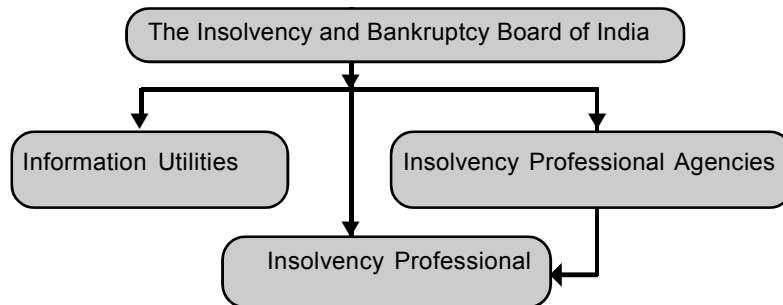 The Insolvency and Bankruptcy Board of India
Information Utilities
Insolvency Professional Agencies
Insolvency Professional